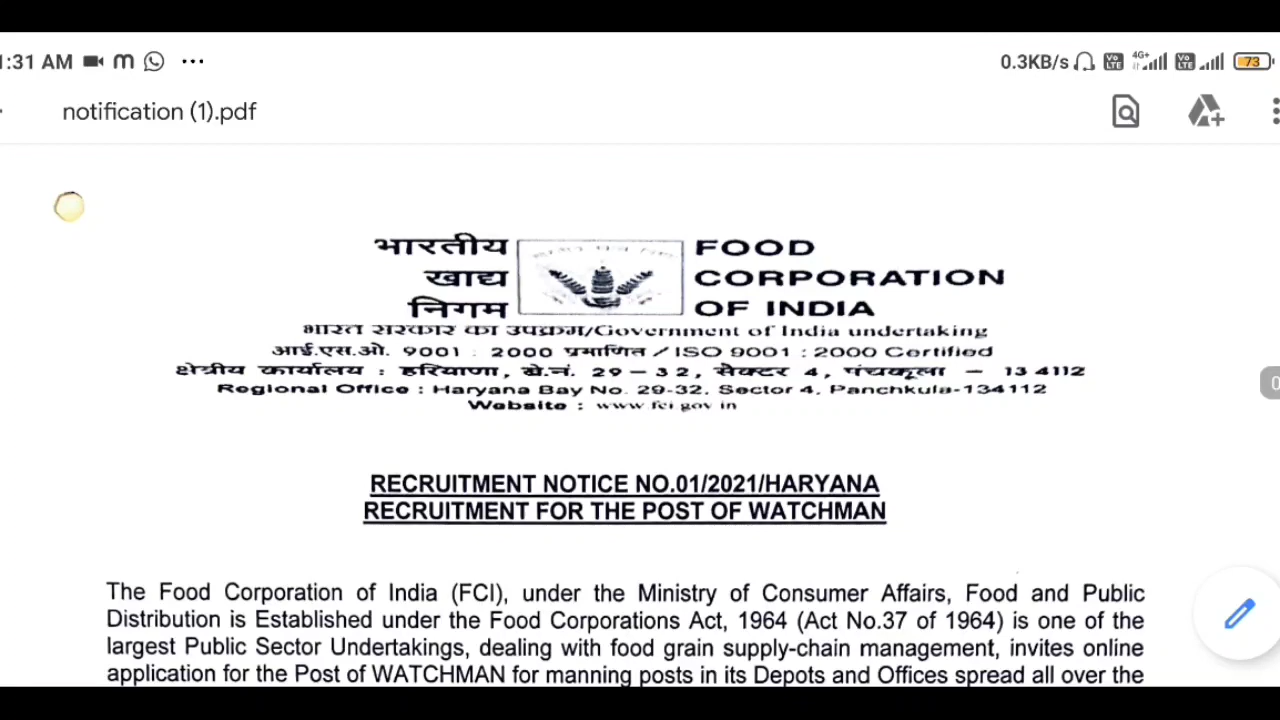 :31 AM m ...
0.3KB/s Vo LTE 4G+ Vo LTE 73
notification (1).pdf
भारतीय
खाद्य
निगम
FOOD
CORPORATION
OF INDIA
भारत सरकार का उपक्रम/Government of India undertaking
आई.एस.ओ. 9001 : 2000 प्रमाणित / ISO 9001 : 2000 Certified
क्षेत्रीय कार्यालय : हरियाणा, बे.नं. 29 – 32, सैक्टर 4, पंचकूला – 134112
Regional Office : Haryana Bay No. 29-32, Sector 4, Panchkula-134112
Website : www fci gov in
RECRUITMENT NOTICE NO.01/2021/HARYANA
RECRUITMENT FOR THE POST OF WATCHMAN
The Food Corporation of India (FCI), under the Ministry of Consumer Affairs, Food and Public
Distribution is Established under the Food Corporations Act, 1964 (Act No.37 of 1964) is one of the
largest Public Sector Undertakings, dealing with food grain supply-chain management, invites online
application for the Post of WATCHMAN for manning posts in its Depots and Offices spread all over the